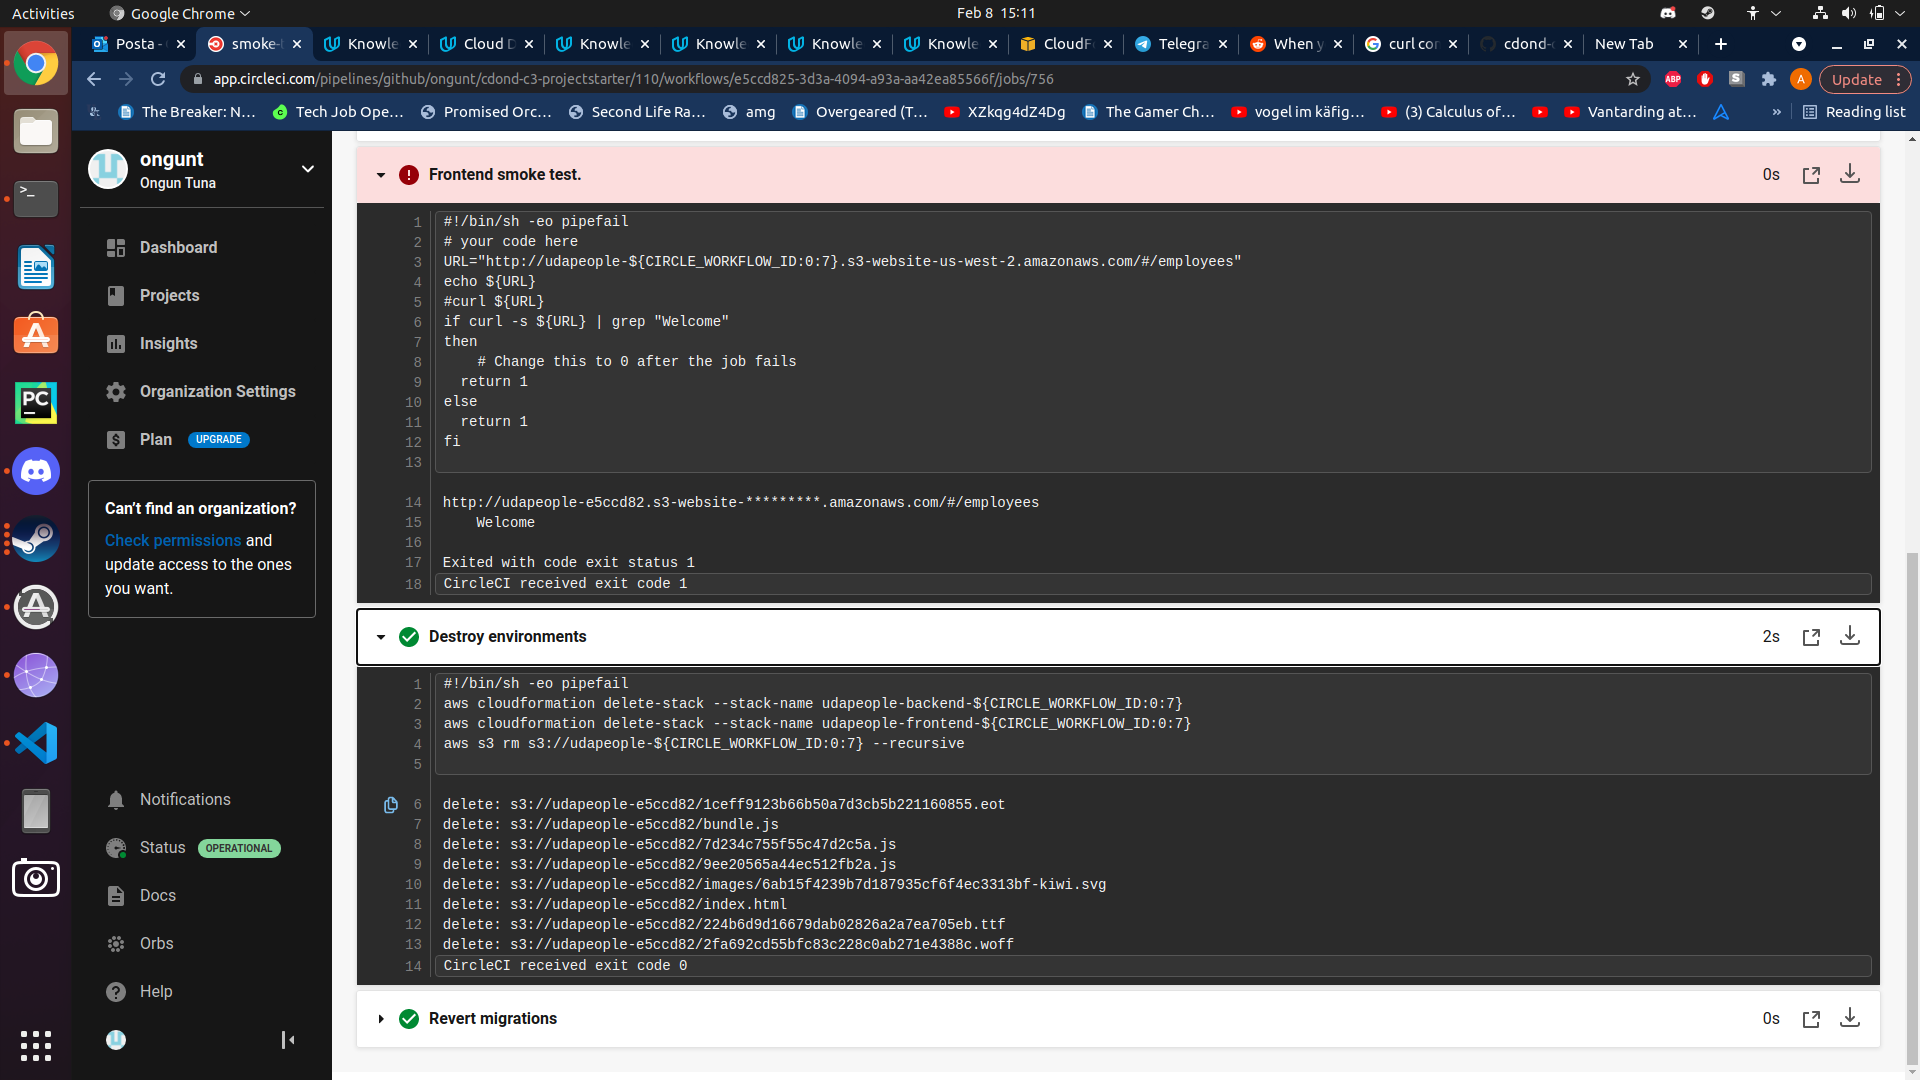 Activities
Google Chrome
Feb 8 15:11
Posta -
smoke-
Knowle
Cloud D
Knowle
Knowle
Knowle
Knowle
CloudF
Telegra
When y
curl cor
cdond-
New Tab
app.circleci.com/pipelines/github/ongunt/cdond-c3-projectstarter/110/workflows/e5ccd825-3d3a-4094-a93a-aa42ea85566f/jobs/756
ABP
S
A
Update
The Breaker: N…
Tech Job Ope…
Promised Orc…
Second Life Ra…
amg
Overgeared (T…
XZkqg4dZ4Dg
The Gamer Ch…
vogel im käfig…
(3) Calculus of…
Vantarding at…
»
Reading list
ongunt
Ongun Tuna
Dashboard
Projects
Insights
Organization Settings
Plan UPGRADE
Can't find an organization?
Check permissions and
update access to the ones
you want.
Notifications
Status OPERATIONAL
Docs
Orbs
Help
Frontend smoke test.
0s
1 #!/bin/sh -eo pipefail
2 # your code here
3 URL="http://udapeople-${CIRCLE_WORKFLOW_ID:0:7}.s3-website-us-west-2.amazonaws.com/#/employees"
4 echo ${URL}
5 #curl ${URL}
6 if curl -s ${URL} | grep "Welcome"
7 then
8 # Change this to 0 after the job fails
9 return 1
10 else
11 return 1
12 fi
13
14 http://udapeople-e5ccd82.s3-website-*********.amazonaws.com/#/employees
15 Welcome
16
17 Exited with code exit status 1
18 CircleCI received exit code 1
Destroy environments
2s
1 #!/bin/sh -eo pipefail
2 aws cloudformation delete-stack --stack-name udapeople-backend-${CIRCLE_WORKFLOW_ID:0:7}
3 aws cloudformation delete-stack --stack-name udapeople-frontend-${CIRCLE_WORKFLOW_ID:0:7}
4 aws s3 rm s3://udapeople-${CIRCLE_WORKFLOW_ID:0:7} --recursive
5
6 delete: s3://udapeople-e5ccd82/1ceff9123b66b50a7d3cb5b221160855.eot
7 delete: s3://udapeople-e5ccd82/bundle.js
8 delete: s3://udapeople-e5ccd82/7d234c755f55c47d2c5a.js
9 delete: s3://udapeople-e5ccd82/9ee20565a44ec512fb2a.js
10 delete: s3://udapeople-e5ccd82/images/6ab15f4239b7d187935cf6f4ec3313bf-kiwi.svg
11 delete: s3://udapeople-e5ccd82/index.html
12 delete: s3://udapeople-e5ccd82/224b6d9d16679dab02826a2a7ea705eb.ttf
13 delete: s3://udapeople-e5ccd82/2fa692cd55bfc83c228c0ab271e4388c.woff
14 CircleCI received exit code 0
Revert migrations
0s
PC